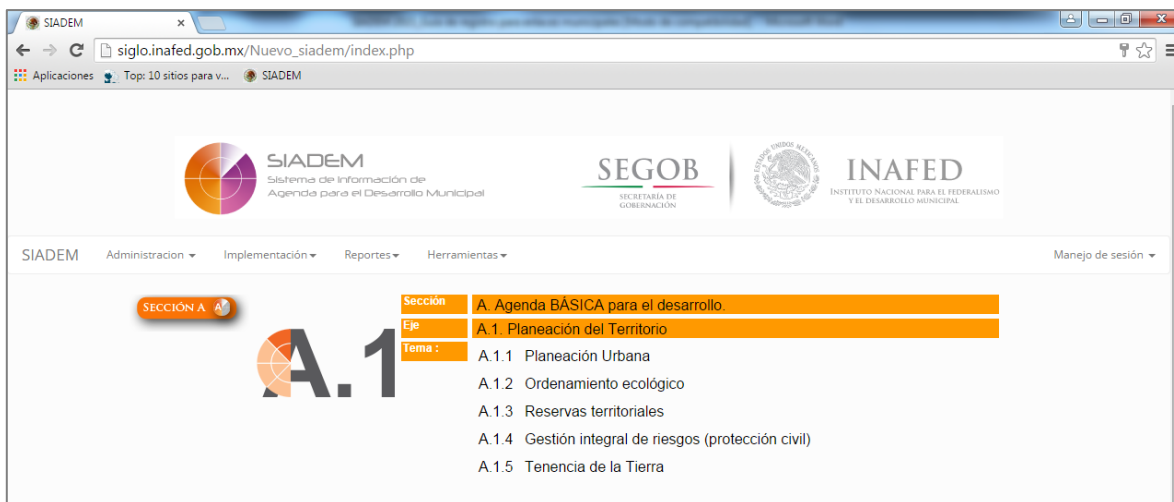 SIADEM
siglo.inafed.gob.mx/Nuevo_siadem/index.php
Aplicaciones Top: 10 sitios para v... SIADEM
SIADEM
Sistema de Información de
Agenda para el Desarrollo Municipal
SEGOB
SECRETARÍA DE
GOBERNACIÓN
ESTADOS UNIDOS MEXICANOS
INAFED
INSTITUTO NACIONAL PARA EL FEDERALISMO
Y EL DESARROLLO MUNICIPAL
SIADEM Administracion Implementación Reportes Herramientas Manejo de sesión
SECCIÓN A A
A.1
Sección A. Agenda BÁSICA para el desarrollo.
Eje A.1. Planeación del Territorio
Tema : A.1.1 Planeación Urbana
A.1.2 Ordenamiento ecológico
A.1.3 Reservas territoriales
A.1.4 Gestión integral de riesgos (protección civil)
A.1.5 Tenencia de la Tierra